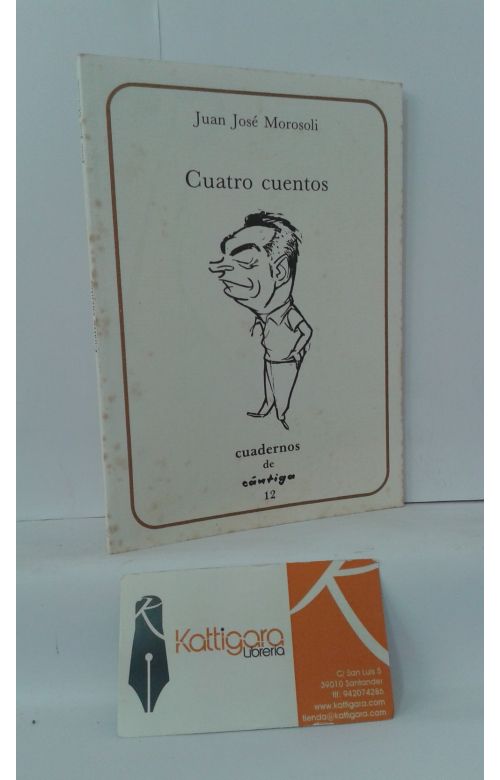 Juan José Morosoli
Cuatro cuentos
cuadernos
de
cántiga
12
Kattigara
Librería
C/ San Luis 5
39010 Santander
tlf: 942074286
www.kattigara.com
tienda@kattigara.com